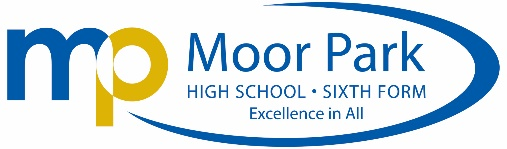 mp
Moor Park
HIGH SCHOOL • SIXTH FORM
Excellence in All